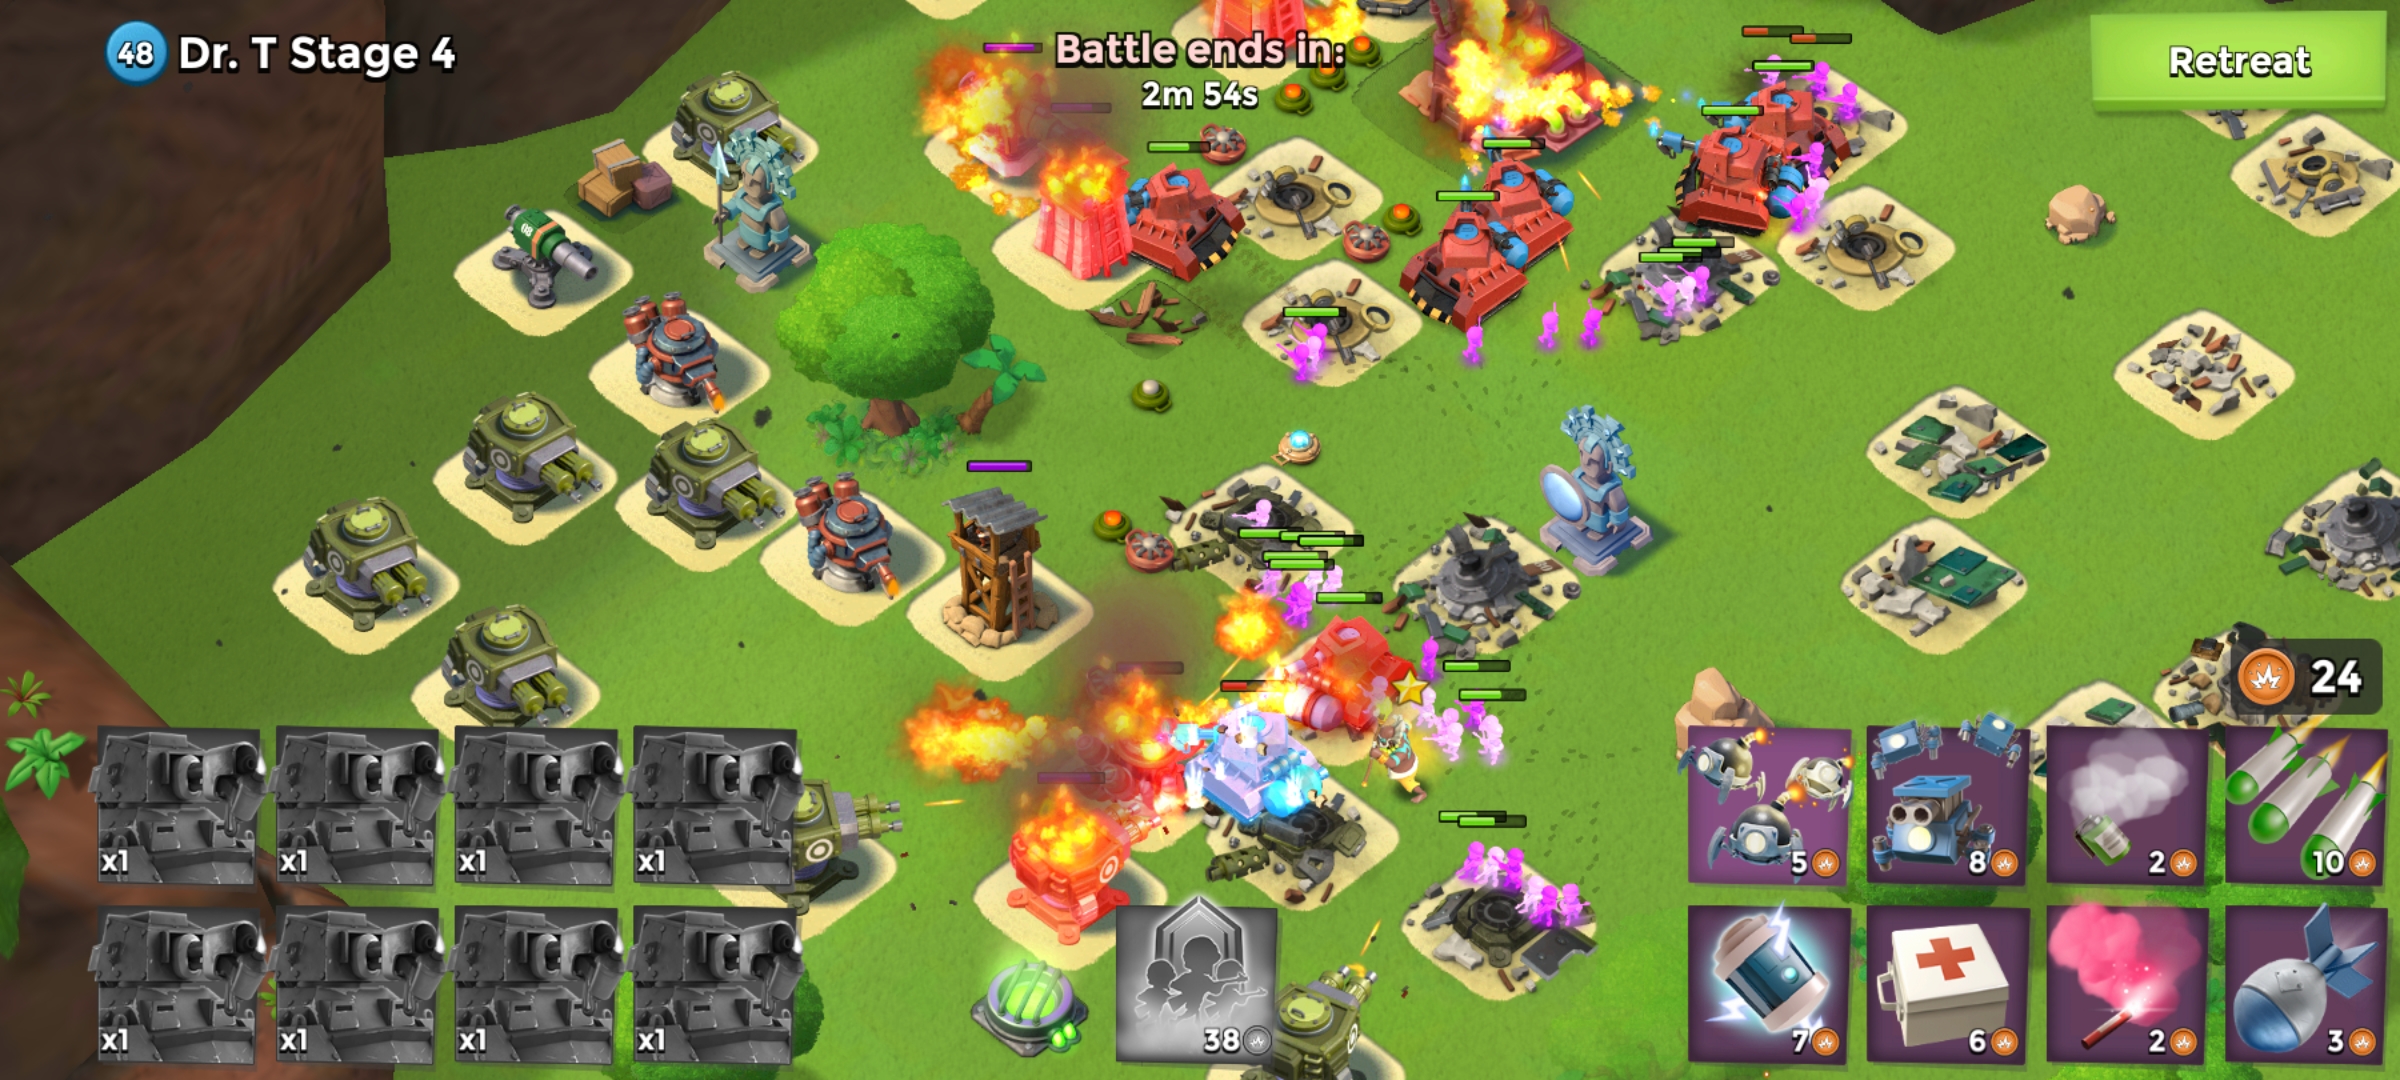 48 Dr. T Stage 4
Battle ends in:
2m 54s
Retreat
08
24
x1 x1 x1 x1
5 8 2 10
x1 x1 x1 x1
38
7 6 2 3